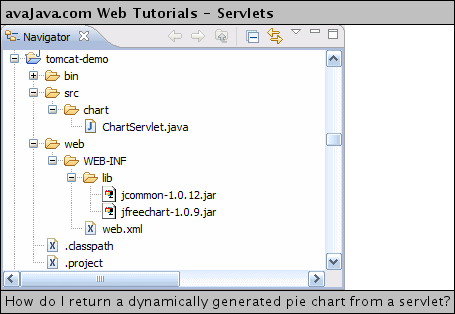 avaJava.com Web Tutorials - Servlets
Navigator
tomcat-demo
bin
src
chart
ChartServlet.java
web
WEB-INF
lib
jcommon-1.0.12.jar
jfreechart-1.0.9.jar
web.xml
.classpath
.project
How do I return a dynamically generated pie chart from a servlet?